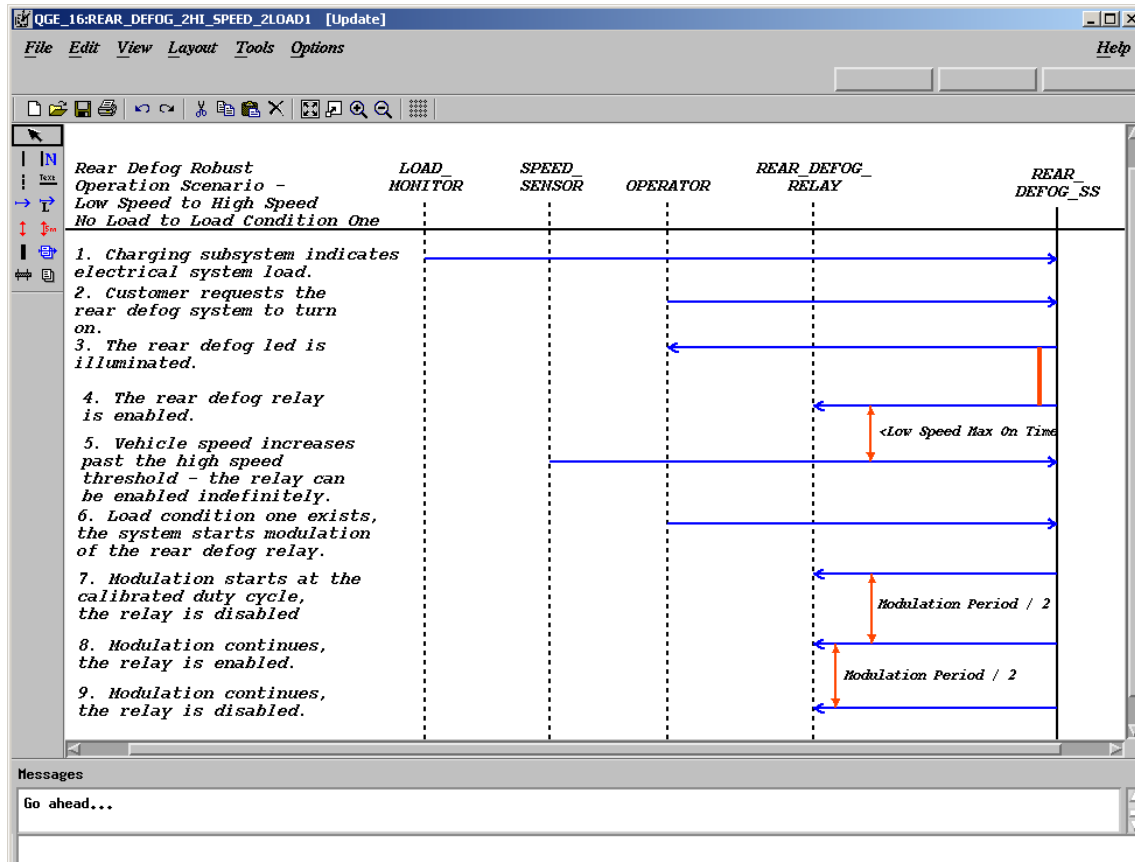 QGE_16:REAR_DEFOG_2HI_SPEED_2LOAD1 [Update]
File Edit View Layout Tools Options Help
N
Text
L
5m
Rear Defog Robust
Operation Scenario -
Low Speed to High Speed
No Load to Load Condition One
LOAD_
MONITOR
SPEED_
SENSOR
OPERATOR
REAR_DEFOG_
RELAY
REAR_
DEFOG_SS
1. Charging subsystem indicates
electrical system load.
2. Customer requests the
rear defog system to turn
on.
3. The rear defog led is
illuminated.
4. The rear defog relay
is enabled.
<Low Speed Max On Time
5. Vehicle speed increases
past the high speed
threshold - the relay can
be enabled indefinitely.
6. Load condition one exists,
the system starts modulation
of the rear defog relay.
7. Modulation starts at the
calibrated duty cycle,
the relay is disabled
Modulation Period / 2
8. Modulation continues,
the relay is enabled.
Modulation Period / 2
9. Modulation continues,
the relay is disabled.
Messages
Go ahead...